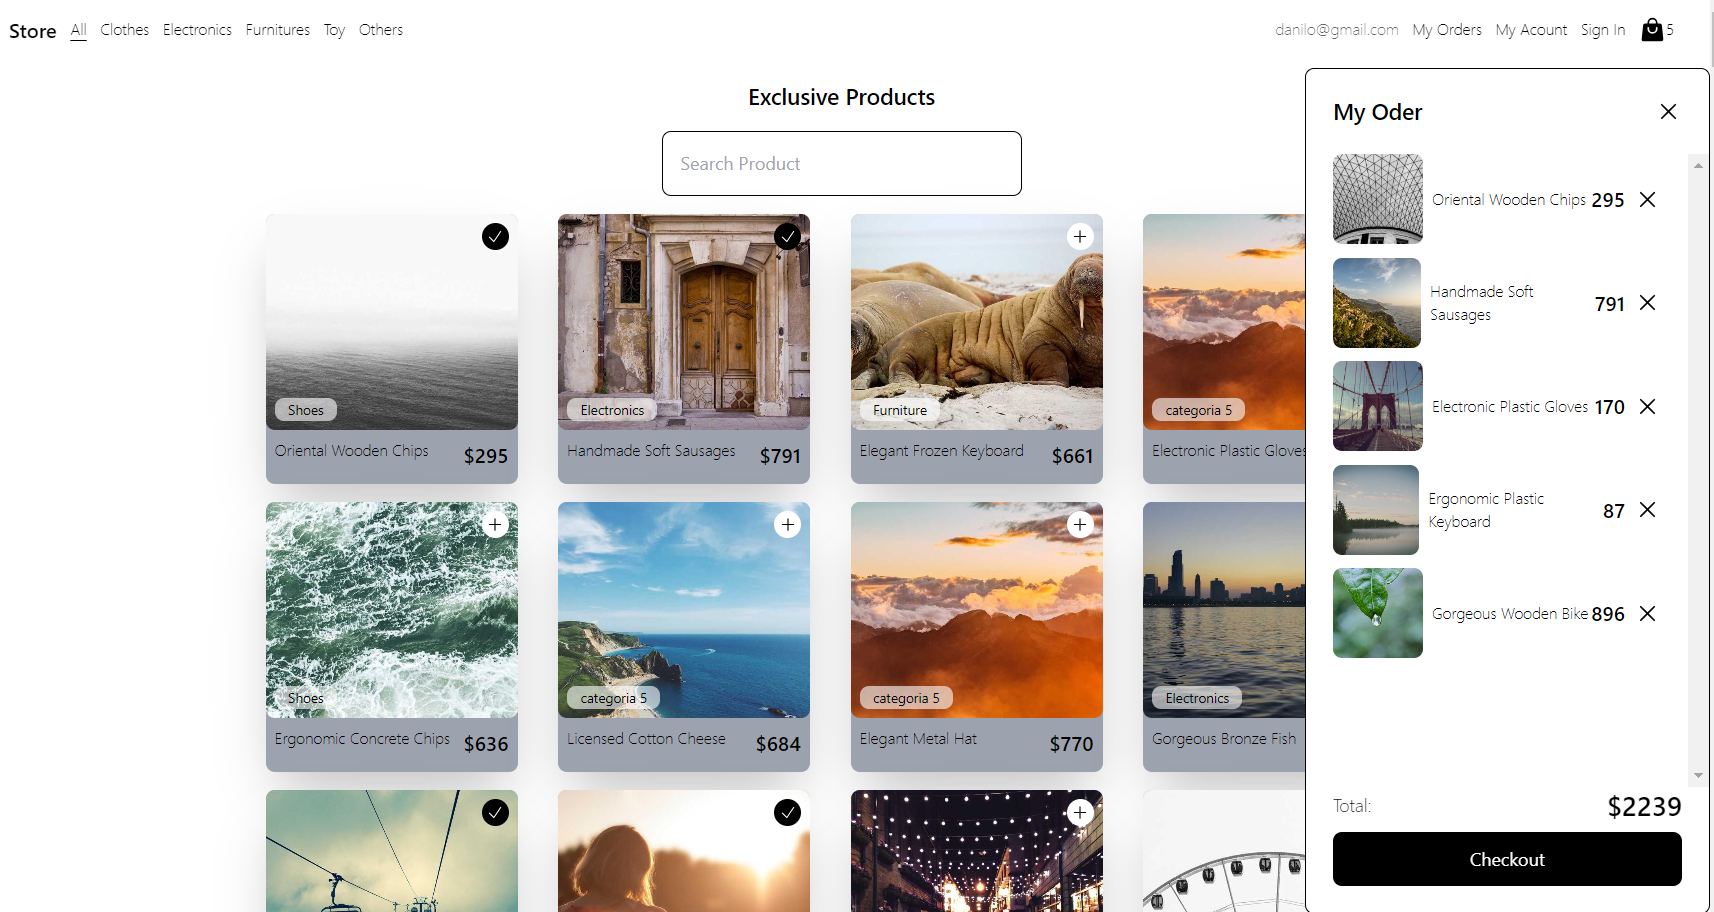 Store All Clothes Electronics Furnitures Toy Others danilo@gmail.com My Orders My Acount Sign In 5
Exclusive Products
Search Product
Shoes
Oriental Wooden Chips $295
Electronics
Handmade Soft Sausages $791
Furniture
Elegant Frozen Keyboard $661
categoria 5
Electronic Plastic Gloves
Shoes
Ergonomic Concrete Chips $636
categoria 5
Licensed Cotton Cheese $684
categoria 5
Elegant Metal Hat $770
Electronics
Gorgeous Bronze Fish
My Oder
Oriental Wooden Chips 295
Handmade Soft
Sausages 791
Electronic Plastic Gloves 170
Ergonomic Plastic
Keyboard 87
Gorgeous Wooden Bike 896
Total: $2239
Checkout